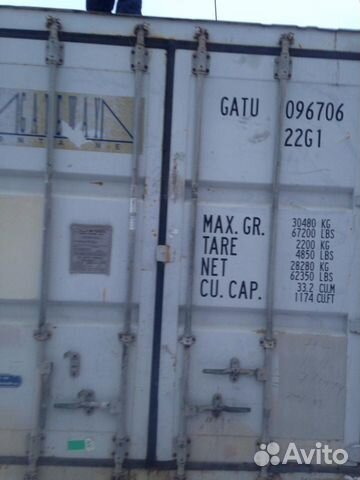 GATU 096706
22G1
MAX. GR. 30480 KG
67200 LBS
TARE 2200 KG
4850 LBS
NET 28280 KG
62350 LBS
CU. CAP. 33.2 CU.M
1174 CU.FT
Avito